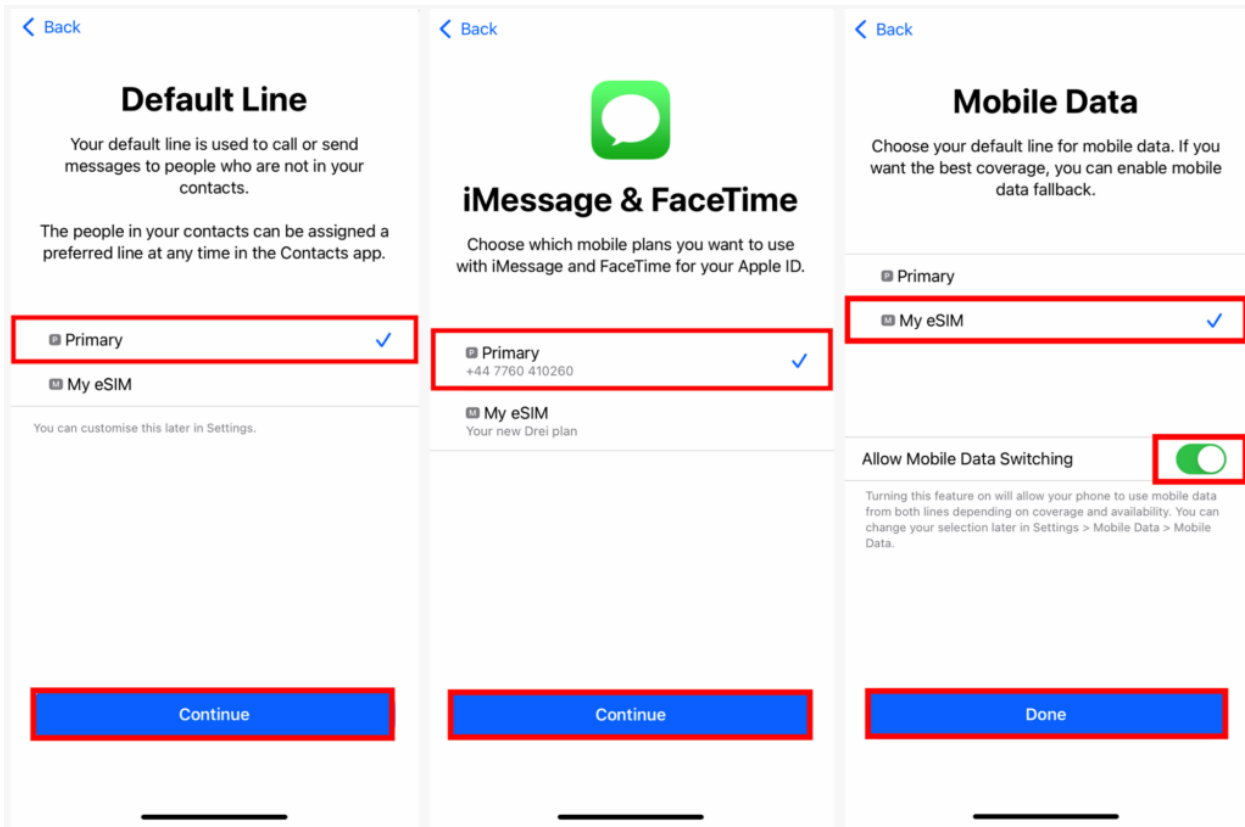 Back
Default Line
Your default line is used to call or send
messages to people who are not in your
contacts.
The people in your contacts can be assigned a
preferred line at any time in the Contacts app.
P Primary
M My eSIM
You can customise this later in Settings.
Continue
Back
iMessage & FaceTime
Choose which mobile plans you want to use
with iMessage and FaceTime for your Apple ID.
P Primary
+44 7760 410260
M My eSIM
Your new Drei plan
Continue
Back
Mobile Data
Choose your default line for mobile data. If you
want the best coverage, you can enable mobile
data fallback.
P Primary
M My eSIM
Allow Mobile Data Switching
Turning this feature on will allow your phone to use mobile data
from both lines depending on coverage and availability. You can
change your selection later in Settings > Mobile Data > Mobile
Data.
Done